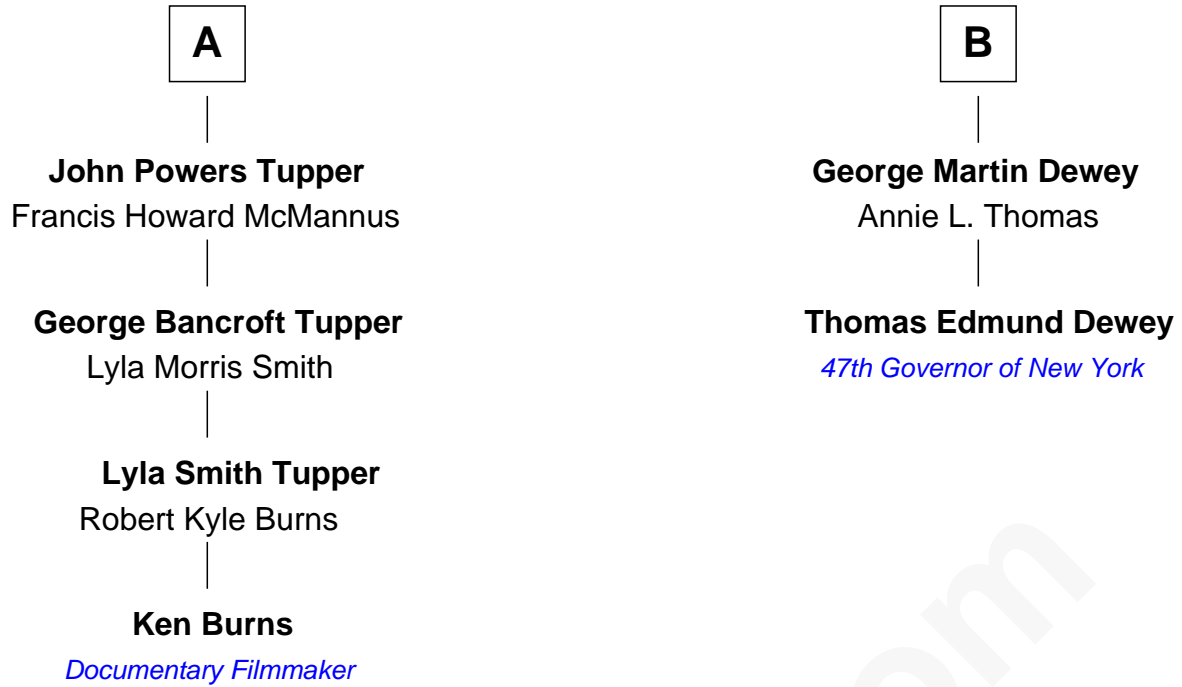 A
John Powers Tupper
Francis Howard McMannus
George Bancroft Tupper
Lyla Morris Smith
Lyla Smith Tupper
Robert Kyle Burns
Ken Burns
Documentary Filmmaker
B
George Martin Dewey
Annie L. Thomas
Thomas Edmund Dewey
47th Governor of New York
om